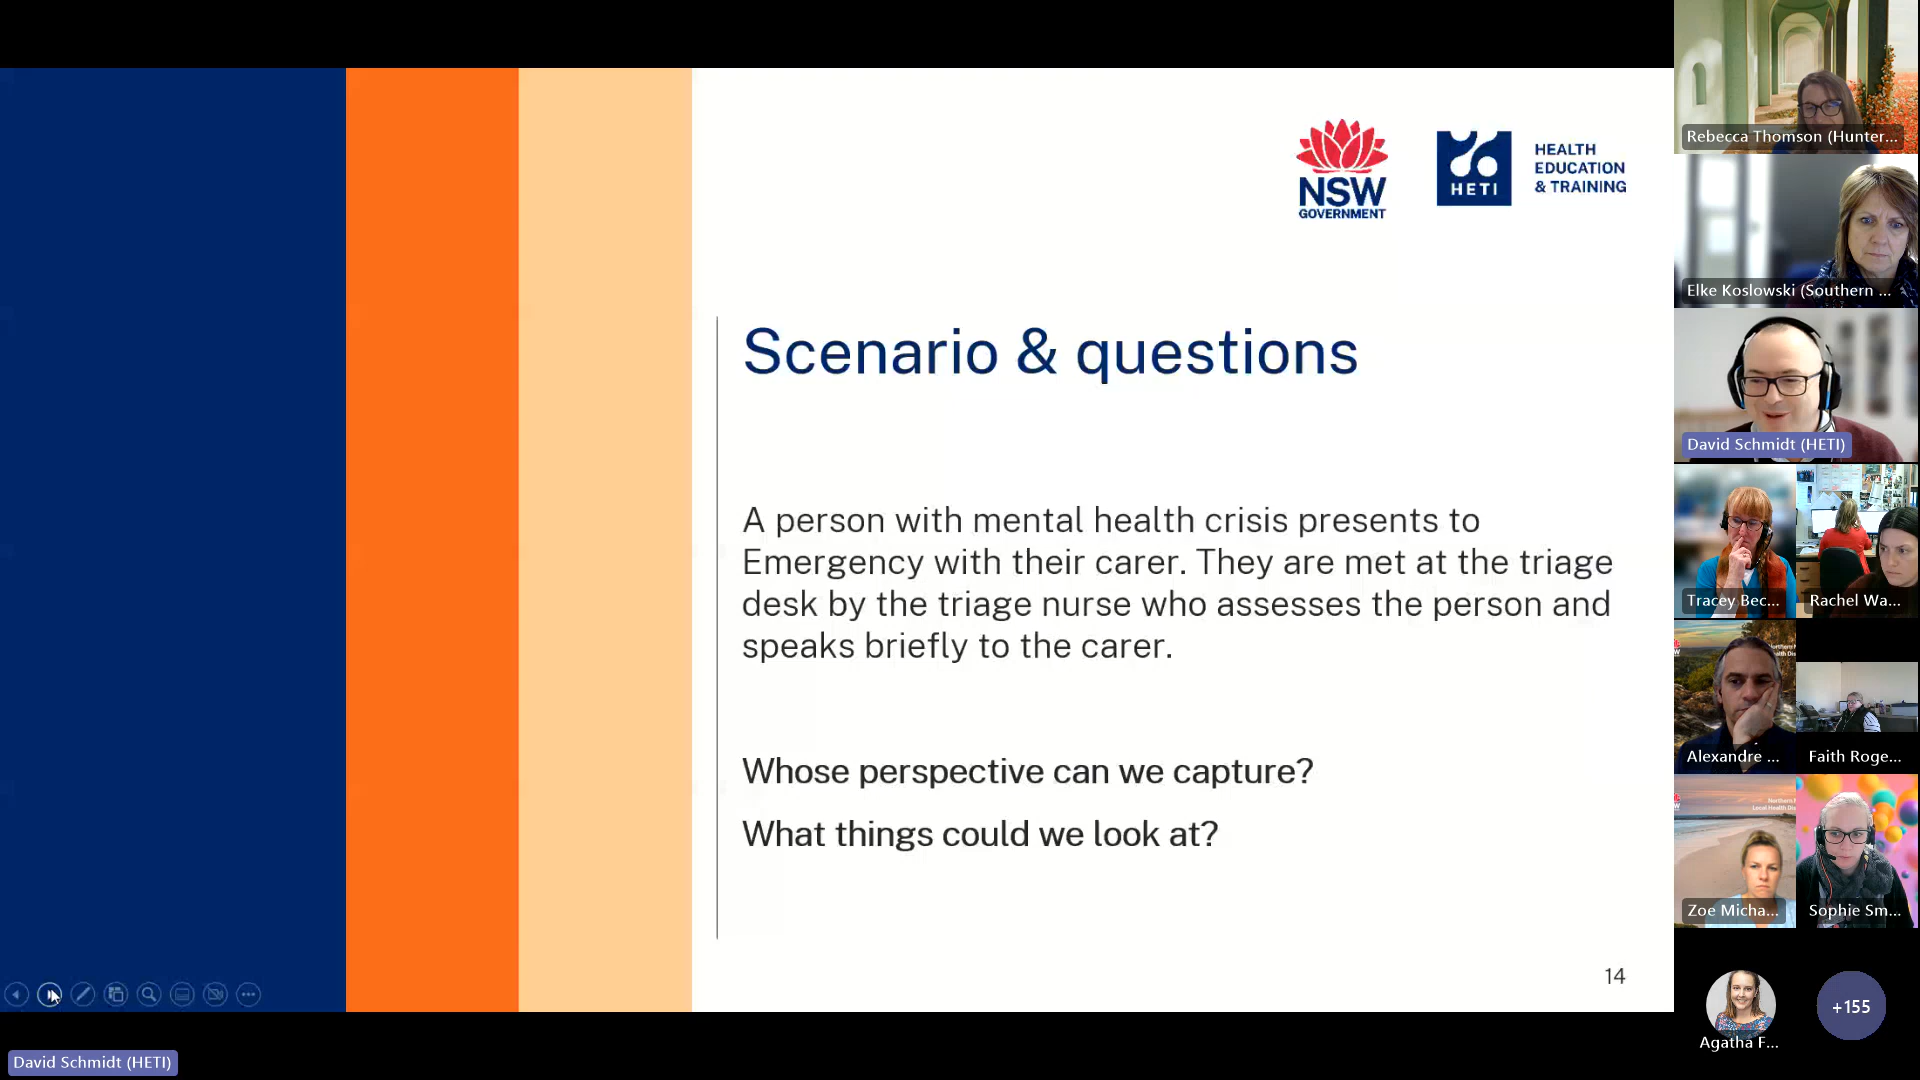 NSW
GOVERNMENT
HETI
HEALTH
EDUCATION
& TRAINING
Scenario & questions
A person with mental health crisis presents to
Emergency with their carer. They are met at the triage
desk by the triage nurse who assesses the person and
speaks briefly to the carer.
Whose perspective can we capture?
What things could we look at?
14
David Schmidt (HETI)
Rebecca Thomson (Hunter...
Elke Koslowski (Southern ...
David Schmidt (HETI)
Tracey Bec...
Rachel Wa...
Alexandre ...
Faith Roge...
Zoe Micha...
Sophie Sm...
Agatha F...
+155